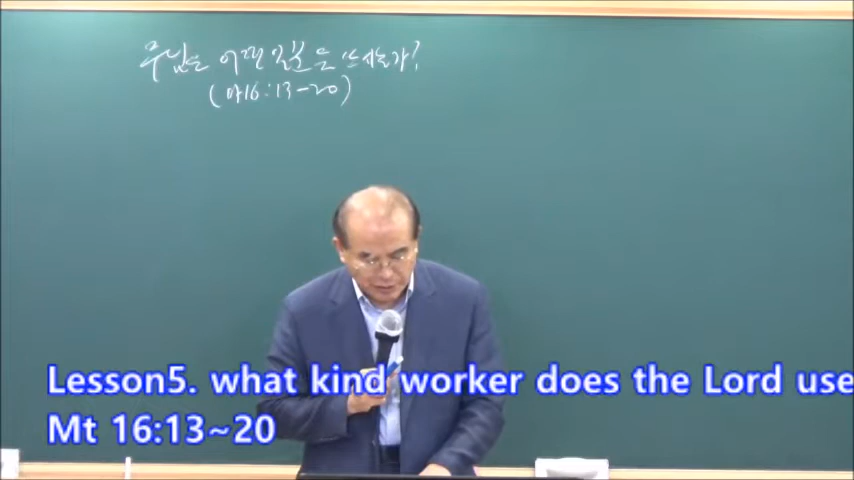 주님은 어떤 일꾼을 쓰시는가?
(마16:13-20)
Lesson5. what kind worker does the Lord use
Mt 16:13~20